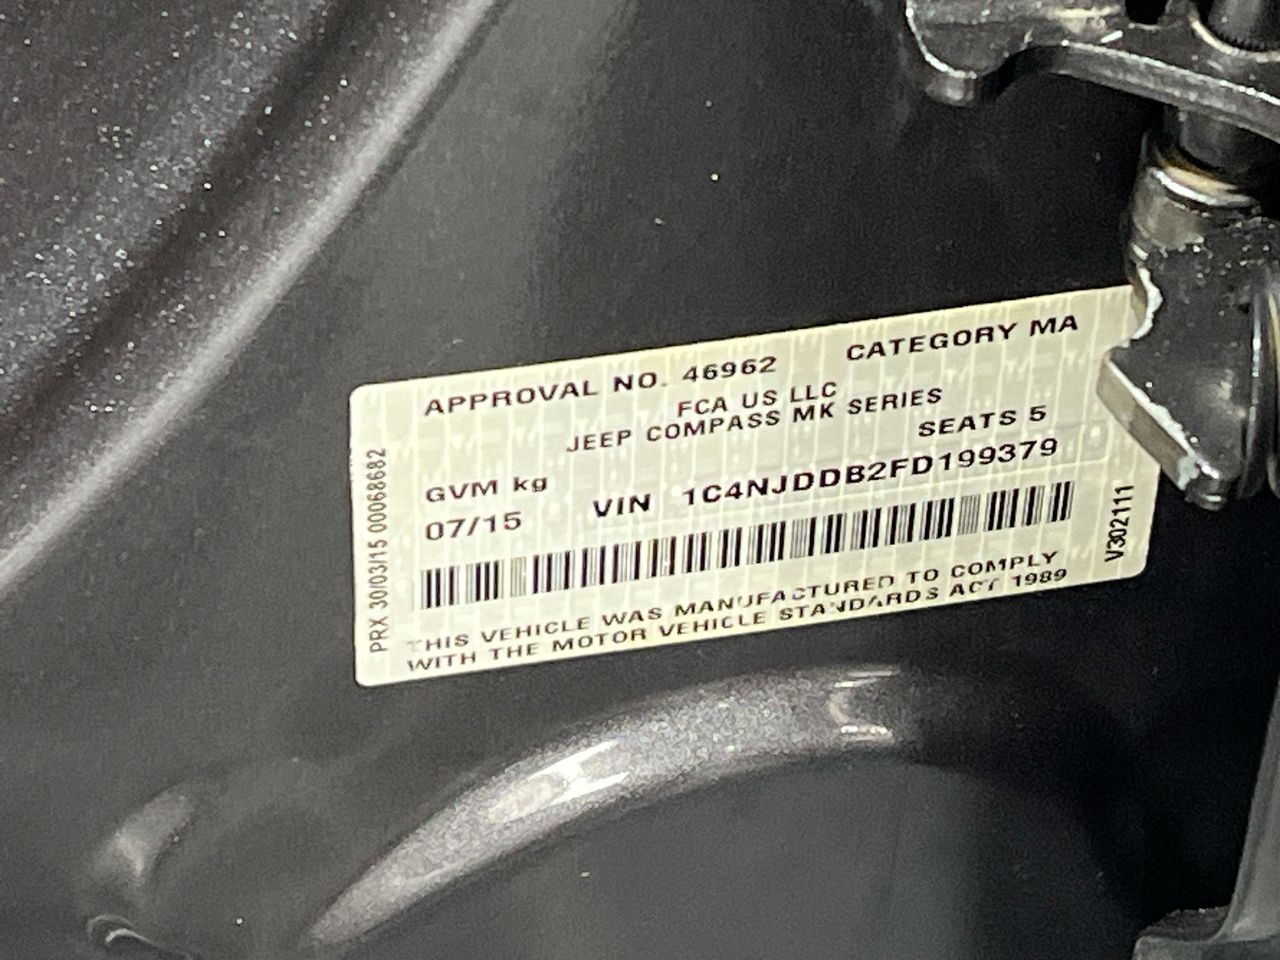 APPROVAL NO. 46962 CATEGORY MA
FCA US LLC
JEEP COMPASS MK SERIES
SEATS 5
GVM kg
07/15 VIN 1C4NJDDB2FD199379
THIS VEHICLE WAS MANUFACTURED TO COMPLY
WITH THE MOTOR VEHICLE STANDARDS ACT 1989
PRX 30/03/15 00068682
V302111